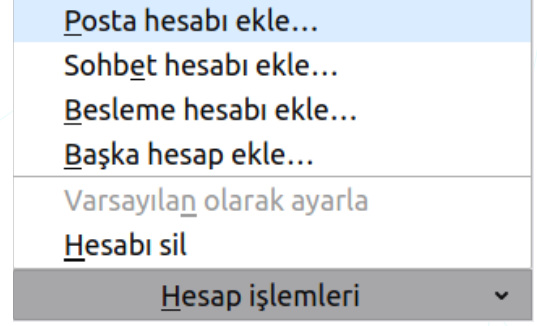 Posta hesabı ekle…
Sohbet hesabı ekle…
Besleme hesabı ekle…
Başka hesap ekle…
Varsayılan olarak ayarla
Hesabı sil
Hesap işlemleri